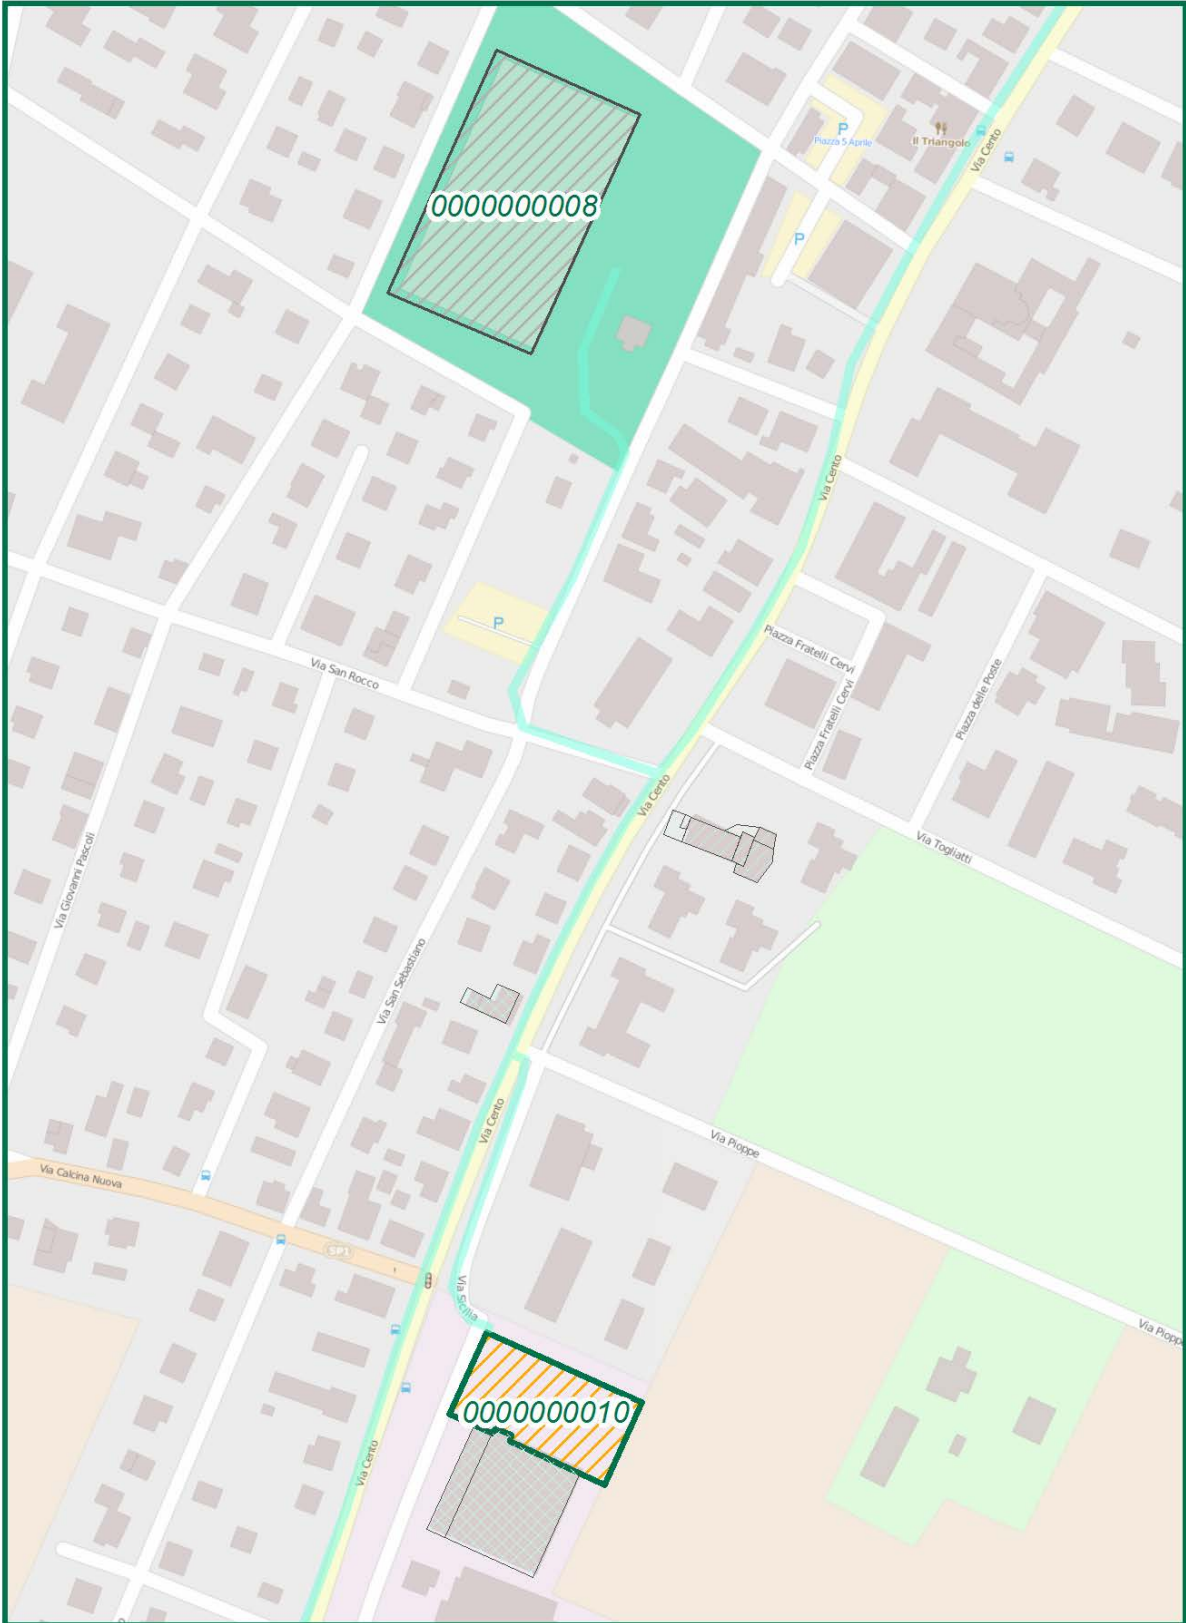 P
Piazza 5 Aprile
Il Triangolo
Via Cento
0000000008
P
Via Cento
P
Piazza Fratelli Cervi
Via San Rocco
Piazza Fratelli Cervi
Piazza delle Poste
Via Cento
Via Togliatti
Via Giovanni Pascoli
Via San Sebastiano
Via Cento
Via Pioppe
Via Calcina Nuova
SP1
Via Sicilia
Via Pioppe
0000000010
Via Cento